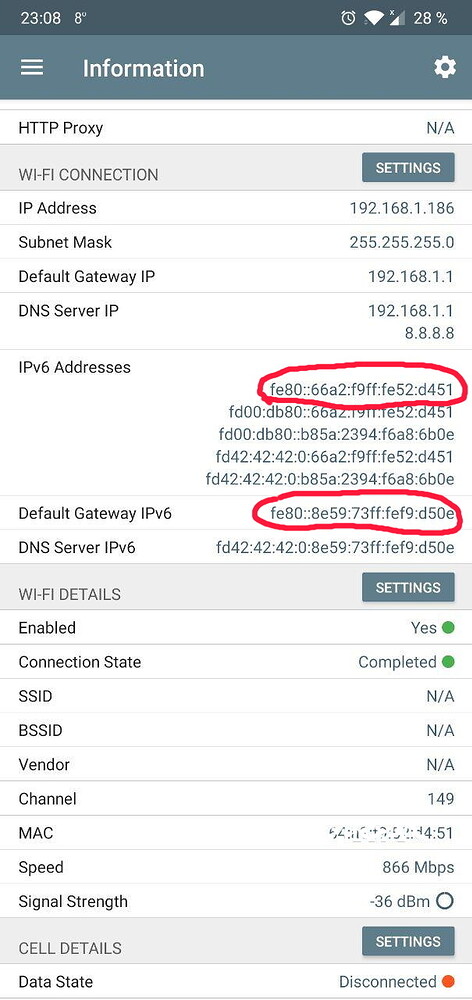 23:08 8° 28 %
Information
HTTP Proxy N/A
WI-FI CONNECTION SETTINGS
IP Address 192.168.1.186
Subnet Mask 255.255.255.0
Default Gateway IP 192.168.1.1
DNS Server IP 192.168.1.1
8.8.8.8
IPv6 Addresses
fe80::66a2:f9ff:fe52:d451
fd00:db80::66a2:f9ff:fe52:d451
fd00:db80::b85a:2394:f6a8:6b0e
fd42:42:42:0:66a2:f9ff:fe52:d451
fd42:42:42:0:b85a:2394:f6a8:6b0e
Default Gateway IPv6 fe80::8e59:73ff:fef9:d50e
DNS Server IPv6 fd42:42:42:0:8e59:73ff:fef9:d50e
WI-FI DETAILS SETTINGS
Enabled Yes
Connection State Completed
SSID N/A
BSSID N/A
Vendor N/A
Channel 149
MAC
Speed 866 Mbps
Signal Strength -36 dBm
CELL DETAILS SETTINGS
Data State Disconnected